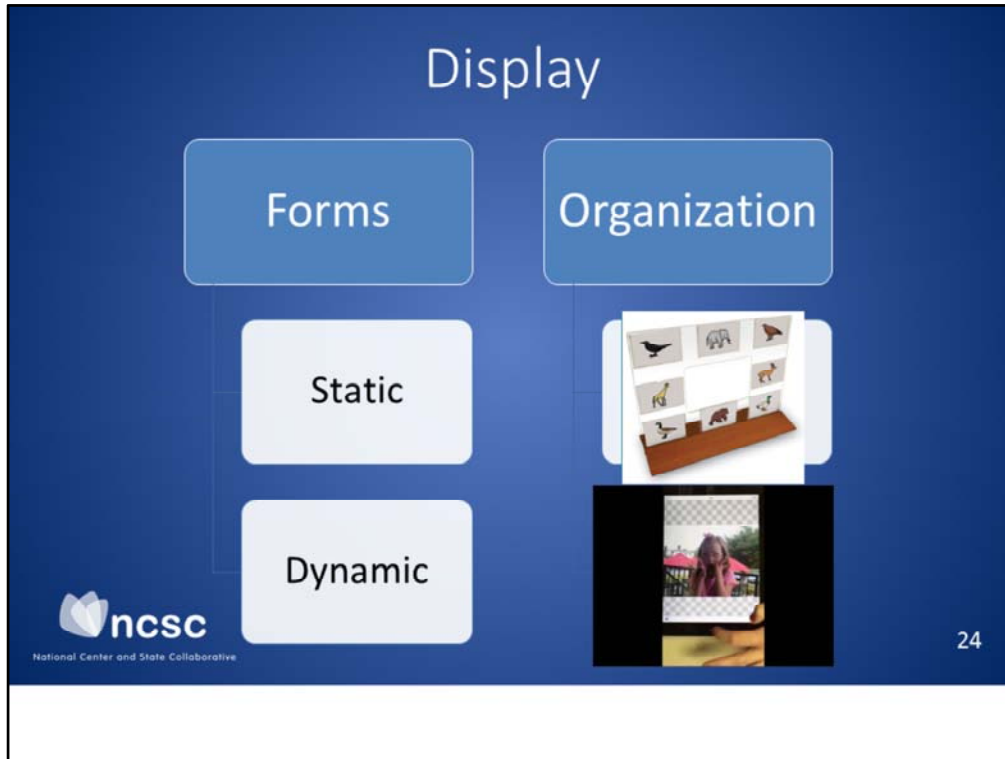 Display
Forms
Organization
Static
Dynamic
ncsc
National Center and State Collaborative
24